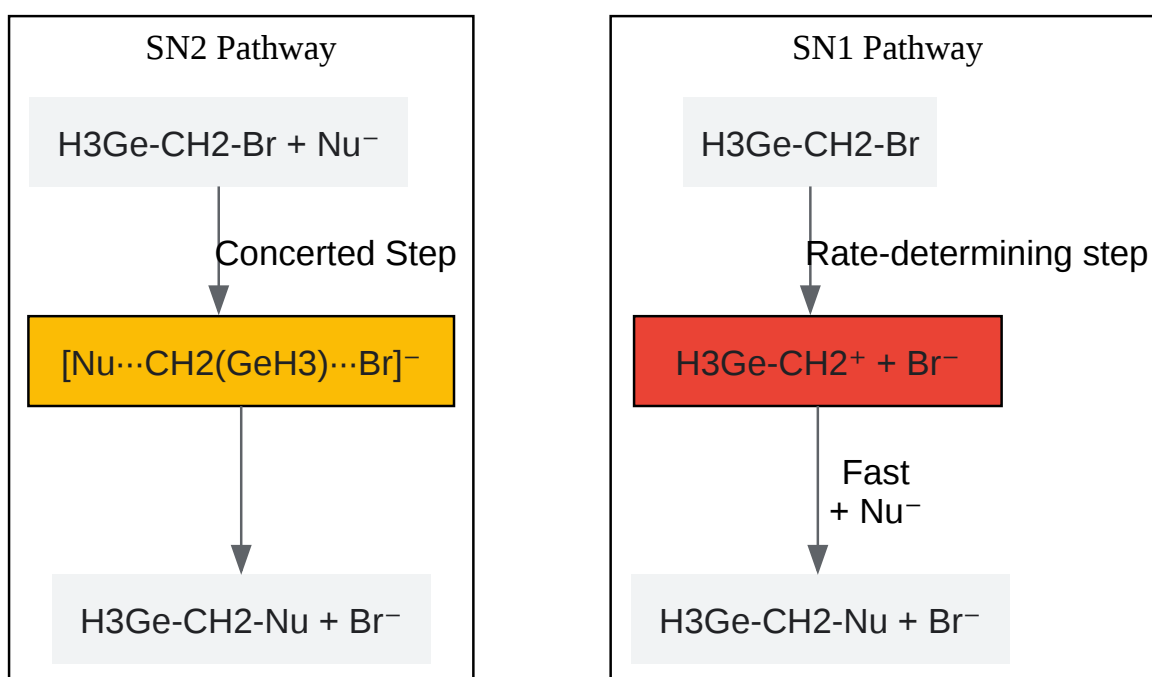 SN2 Pathway
H3Ge-CH2-Br + Nu⁻
Concerted Step
[Nu···CH2(GeH3)···Br]⁻
H3Ge-CH2-Nu + Br⁻
SN1 Pathway
H3Ge-CH2-Br
Rate-determining step
H3Ge-CH2⁺ + Br⁻
Fast
+ Nu⁻
H3Ge-CH2-Nu + Br⁻